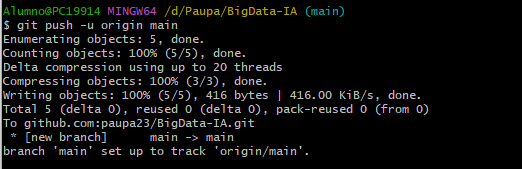 Alumno@PC19914 MINGW64 /d/Paupa/BigData-IA (main)
$ git push -u origin main
Enumerating objects: 5, done.
Counting objects: 100% (5/5), done.
Delta compression using up to 20 threads
Compressing objects: 100% (3/3), done.
Writing objects: 100% (5/5), 416 bytes | 416.00 KiB/s, done.
Total 5 (delta 0), reused 0 (delta 0), pack-reused 0 (from 0)
To github.com:paupa23/BigData-IA.git
 * [new branch]      main -> main
branch 'main' set up to track 'origin/main'.